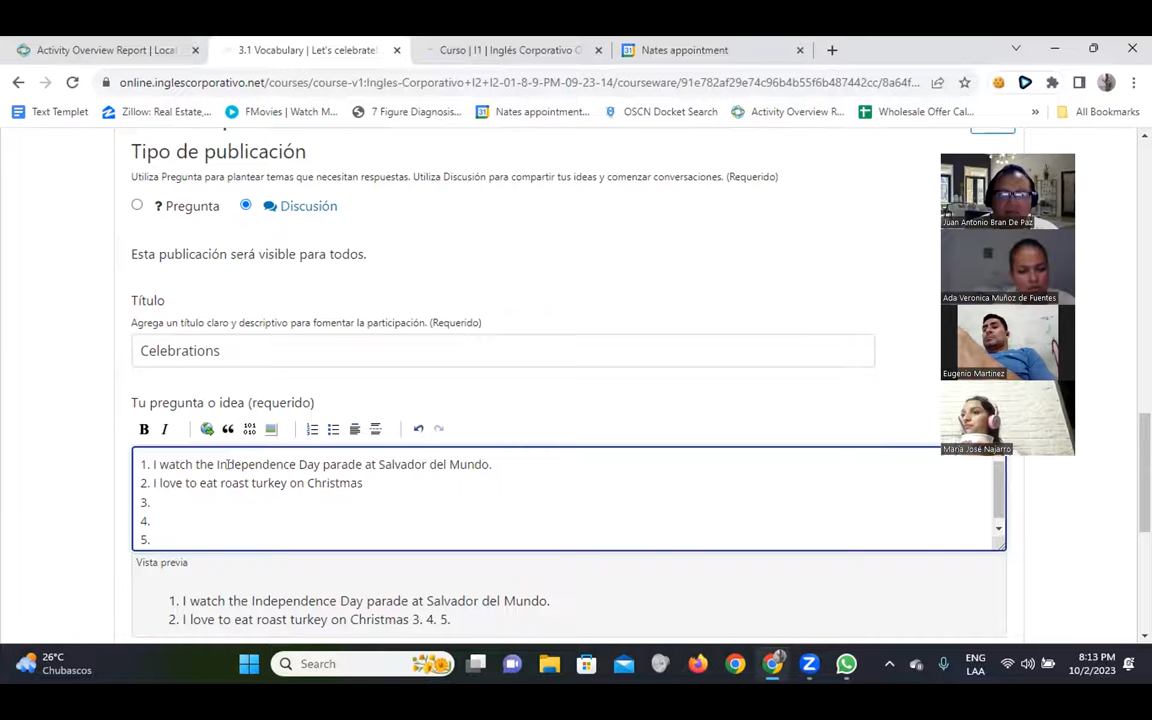 Activity Overview Report | Local
3.1 Vocabulary | Let's celebrate!
Curso | I1 | Inglés Corporativo
Nates appointment
online.inglescorporativo.net/courses/course-v1:Ingles-Corporativo+I2+I2-01-8-9-PM-09-23-14/courseware/91e782af29e74c96b4b55f6b487442cc/8a64f...
Text Templet
Zillow: Real Estate,...
FMovies | Watch M...
7 Figure Diagnosis...
Nates appointment...
OSCN Docket Search
Activity Overview R...
Wholesale Offer Cal...
»
All Bookmarks
Tipo de publicación
Utiliza Pregunta para plantear temas que necesitan respuestas. Utiliza Discusión para compartir tus ideas y comenzar conversaciones. (Requerido)
? Pregunta
Discusión
Esta publicación será visible para todos.
Título
Agrega un título claro y descriptivo para fomentar la participación. (Requerido)
Celebrations
Tu pregunta o idea (requerido)
B I
1. I watch the Independence Day parade at Salvador del Mundo.
2. I love to eat roast turkey on Christmas
3.
4.
5.
Vista previa
1. I watch the Independence Day parade at Salvador del Mundo.
2. I love to eat roast turkey on Christmas 3. 4. 5.
Juan Antonio Bran De Paz
Ada Veronica Muñoz de Fuentes
Eugenio Martinez
María José Najarro
26°C
Chubascos
Search
ENG
LAA
8:13 PM
10/2/2023